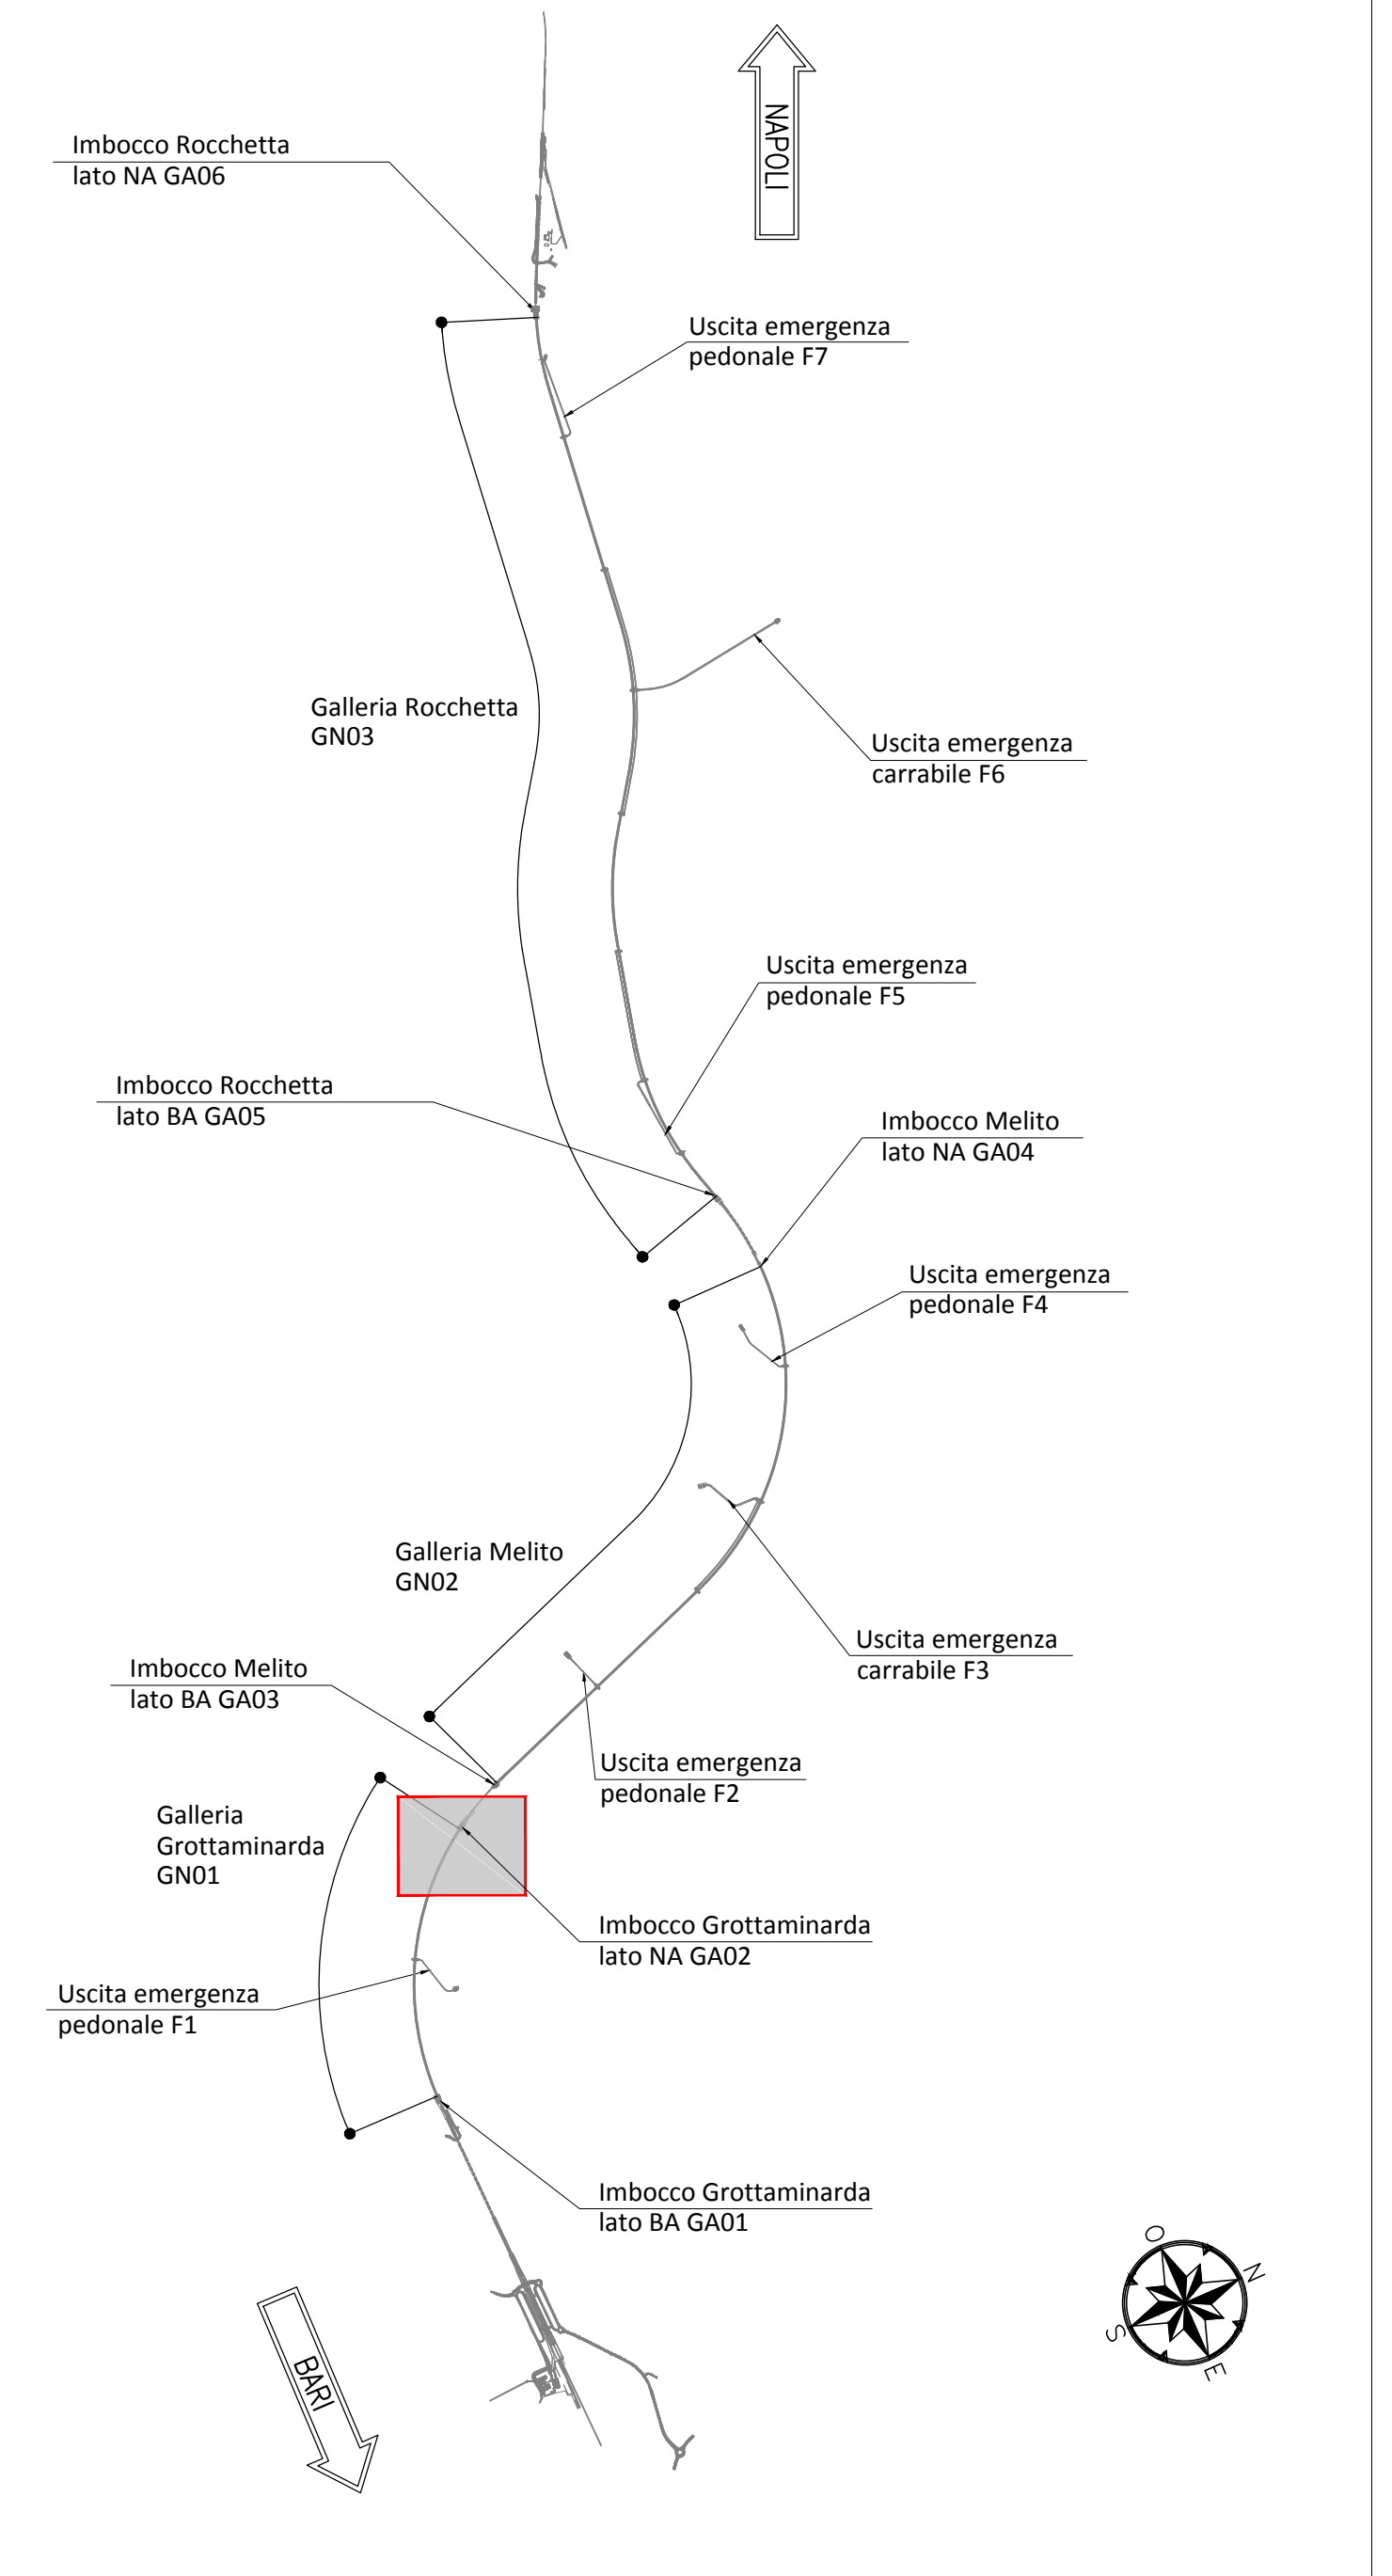 NAPOLI
Imbocco Rocchetta
lato NA GA06
Uscita emergenza
pedonale F7
Galleria Rocchetta
GN03
Uscita emergenza
carrabile F6
Uscita emergenza
pedonale F5
Imbocco Rocchetta
lato BA GA05
Imbocco Melito
lato NA GA04
Uscita emergenza
pedonale F4
Galleria Melito
GN02
Uscita emergenza
carrabile F3
Imbocco Melito
lato BA GA03
Uscita emergenza
pedonale F2
Galleria
Grottaminarda
GN01
Imbocco Grottaminarda
lato NA GA02
Uscita emergenza
pedonale F1
Imbocco Grottaminarda
lato BA GA01
O
N
S
E
BARI